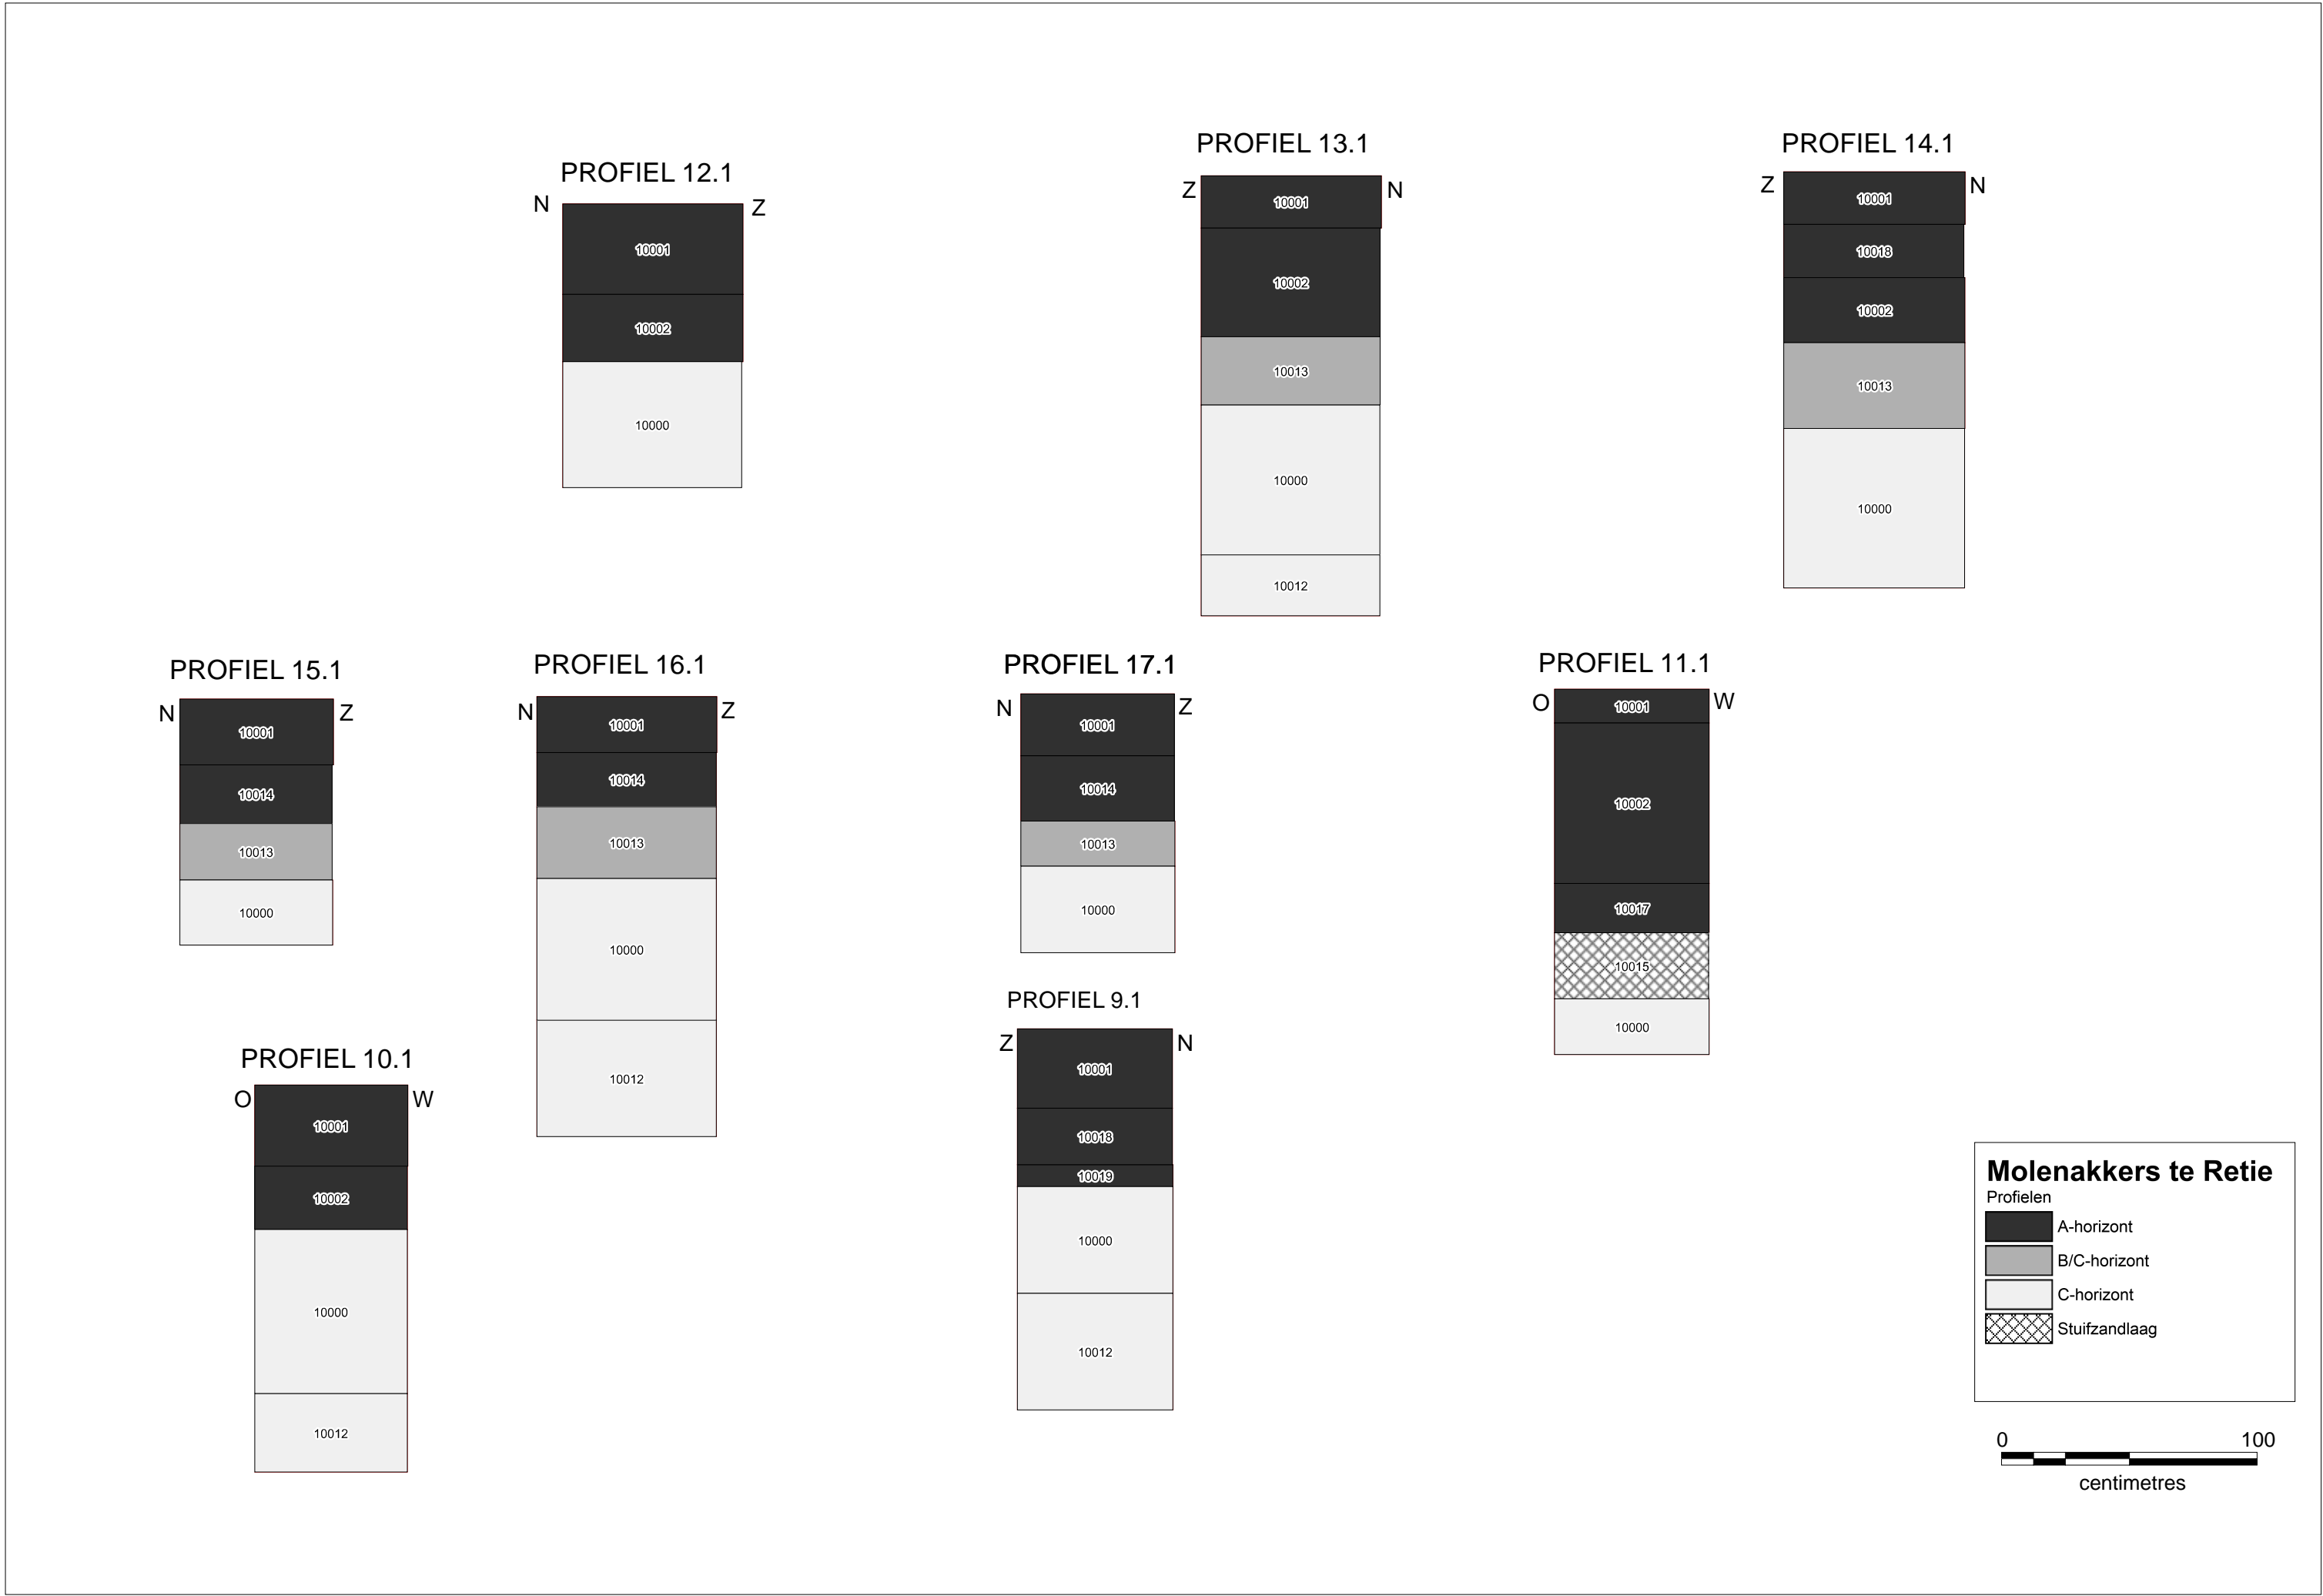 PROFIEL 12.1
N
Z
10001
10002
10000
PROFIEL 13.1
Z
N
10001
10002
10013
10000
10012
PROFIEL 14.1
Z
N
10001
10018
10002
10013
10000
PROFIEL 15.1
N
Z
10001
10014
10013
10000
PROFIEL 16.1
N
Z
10001
10014
10013
10000
10012
PROFIEL 17.1
N
Z
10001
10014
10013
10000
PROFIEL 11.1
O
W
10001
10002
10017
10015
10000
PROFIEL 10.1
O
W
10001
10002
10000
10012
PROFIEL 9.1
Z
N
10001
10018
10019
10000
10012
Molenakkers te Retie
Profielen
A-horizont
B/C-horizont
C-horizont
Stuifzandlaag
0 100
centimetres